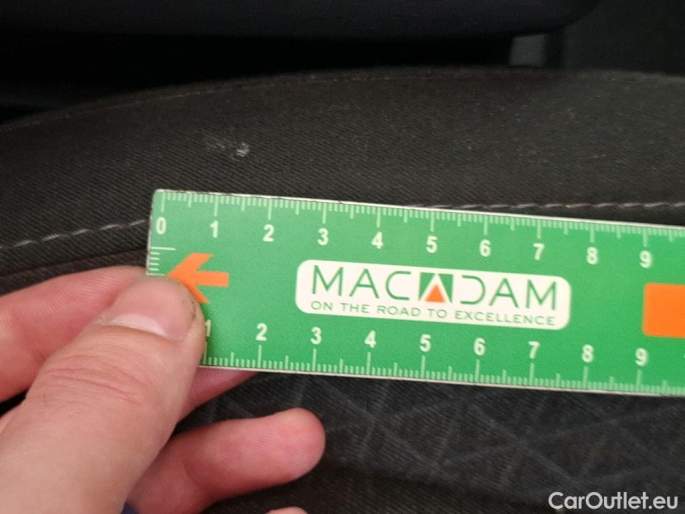 0 1 2 3 4 5 6 7 8 9
MACADAM
ON THE ROAD TO EXCELLENCE
1 2 3 4 5 6 7 8 9
CarOutlet.eu